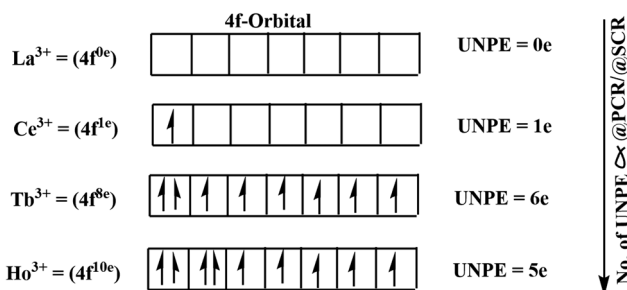 4f-Orbital
La³⁺ = (4f⁰ᵉ) UNPE = 0e
Ce³⁺ = (4f¹ᵉ) UNPE = 1e
Tb³⁺ = (4f⁸ᵉ) UNPE = 6e
Ho³⁺ = (4f¹⁰ᵉ) UNPE = 5e
No. of UNPE ∝ @PCR/@SCR